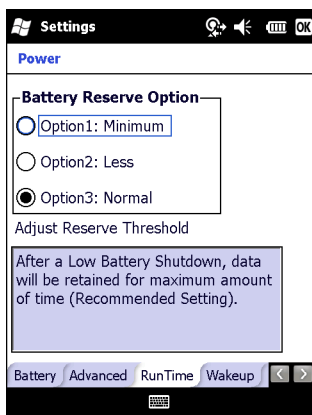 Settings
OK
Power
Battery Reserve Option
Option1: Minimum
Option2: Less
Option3: Normal
Adjust Reserve Threshold
After a Low Battery Shutdown, data
will be retained for maximum amount
of time (Recommended Setting).
Battery Advanced RunTime Wakeup